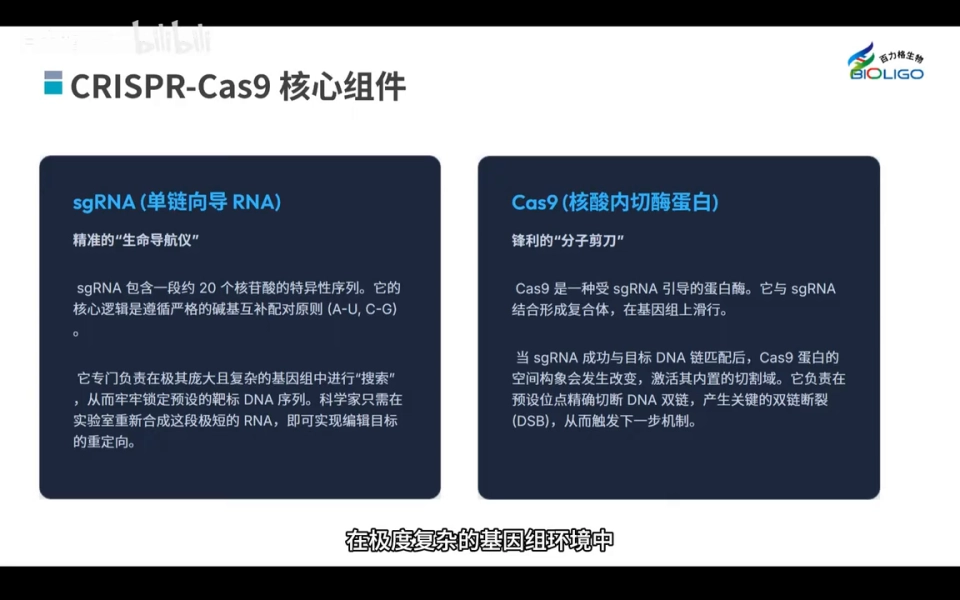 bilibili
百力格生物
BIOLIGO
CRISPR-Cas9 核心组件
sgRNA (单链向导 RNA)
精准的“生命导航仪”
sgRNA 包含一段约 20 个核苷酸的特异性序列。它的
核心逻辑是遵循严格的碱基互补配对原则 (A-U, C-G)
。
它专门负责在极其庞大且复杂的基因组中进行“搜索”
，从而牢牢锁定预设的靶标 DNA 序列。科学家只需在
实验室重新合成这段极短的 RNA，即可实现编辑目标
的重定向。
Cas9 (核酸内切酶蛋白)
锋利的“分子剪刀”
Cas9 是一种受 sgRNA 引导的蛋白酶。它与 sgRNA
结合形成复合体，在基因组上滑行。
当 sgRNA 成功与目标 DNA 链匹配后，Cas9 蛋白的
空间构象会发生改变，激活其内置的切割域。它负责在
预设位点精确切断 DNA 双链，产生关键的双链断裂
(DSB)，从而触发下一步机制。
在极度复杂的基因组环境中